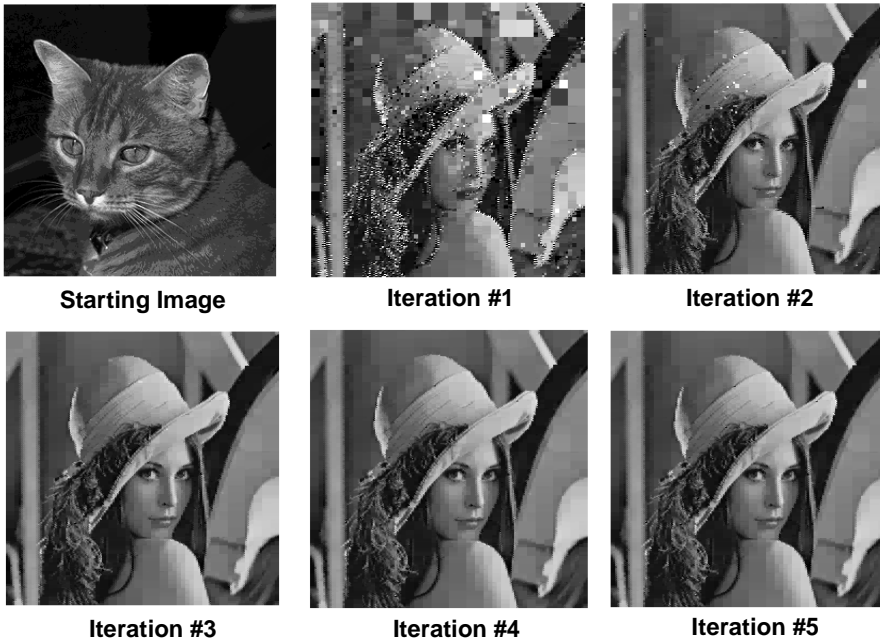 Starting Image
Iteration #1
Iteration #2
Iteration #3
Iteration #4
Iteration #5